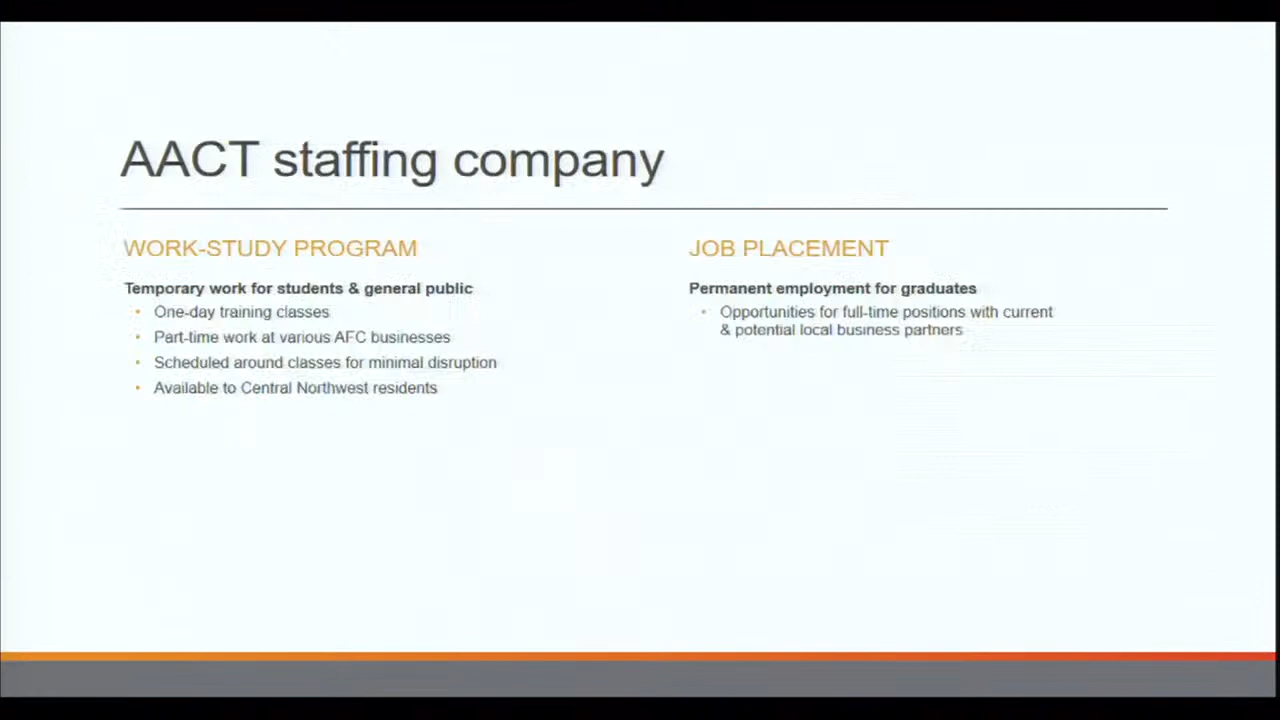 AACT staffing company
WORK-STUDY PROGRAM
Temporary work for students & general public
• One-day training classes
• Part-time work at various AFC businesses
• Scheduled around classes for minimal disruption
• Available to Central Northwest residents
JOB PLACEMENT
Permanent employment for graduates
• Opportunities for full-time positions with current
& potential local business partners